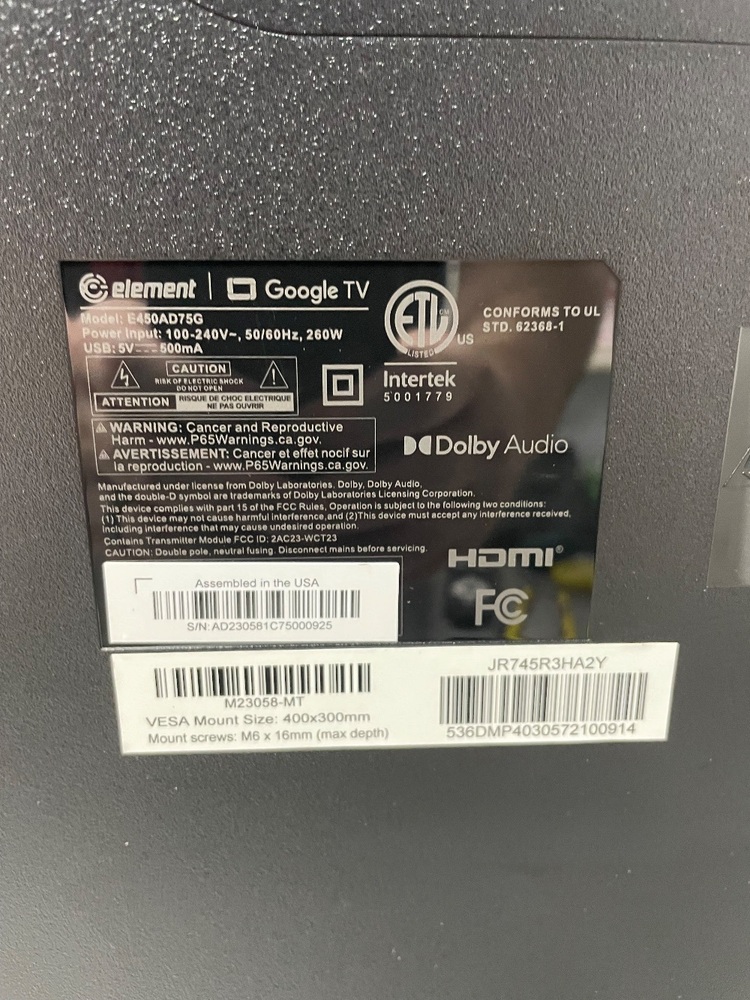 element | Google TV
Model: E450AD75G
Power Input: 100-240V~, 50/60Hz, 260W
USB: 5V⎓500mA
CAUTION
RISK OF ELECTRIC SHOCK
DO NOT OPEN
ATTENTION
RISQUE DE CHOC ELECTRIQUE
NE PAS OUVRIR
ETL CM
LISTED
US
Intertek
5001779
CONFORMS TO UL
STD. 62368-1
WARNING: Cancer and Reproductive
Harm - www.P65Warnings.ca.gov.
AVERTISSEMENT: Cancer et effet nocif sur
la reproduction - www.P65Warnings.ca.gov.
Dolby Audio
Manufactured under license from Dolby Laboratories. Dolby, Dolby Audio,
and the double-D symbol are trademarks of Dolby Laboratories Licensing Corporation.
This device complies with part 15 of the FCC Rules, Operation is subject to the following two conditions:
(1) This device may not cause harmful interference,and (2)This device must accept any interference received,
including interference that may cause undesired operation.
Contains Transmitter Module FCC ID: 2AC23-WCT23
CAUTION: Double pole, neutral fusing. Disconnect mains before servicing.
HDMI®
FC
Assembled in the USA
S/N: AD230581C75000925
M23058-MT
VESA Mount Size: 400x300mm
Mount screws: M6 x 16mm (max depth)
JR745R3HA2Y
536DMP4030572100914